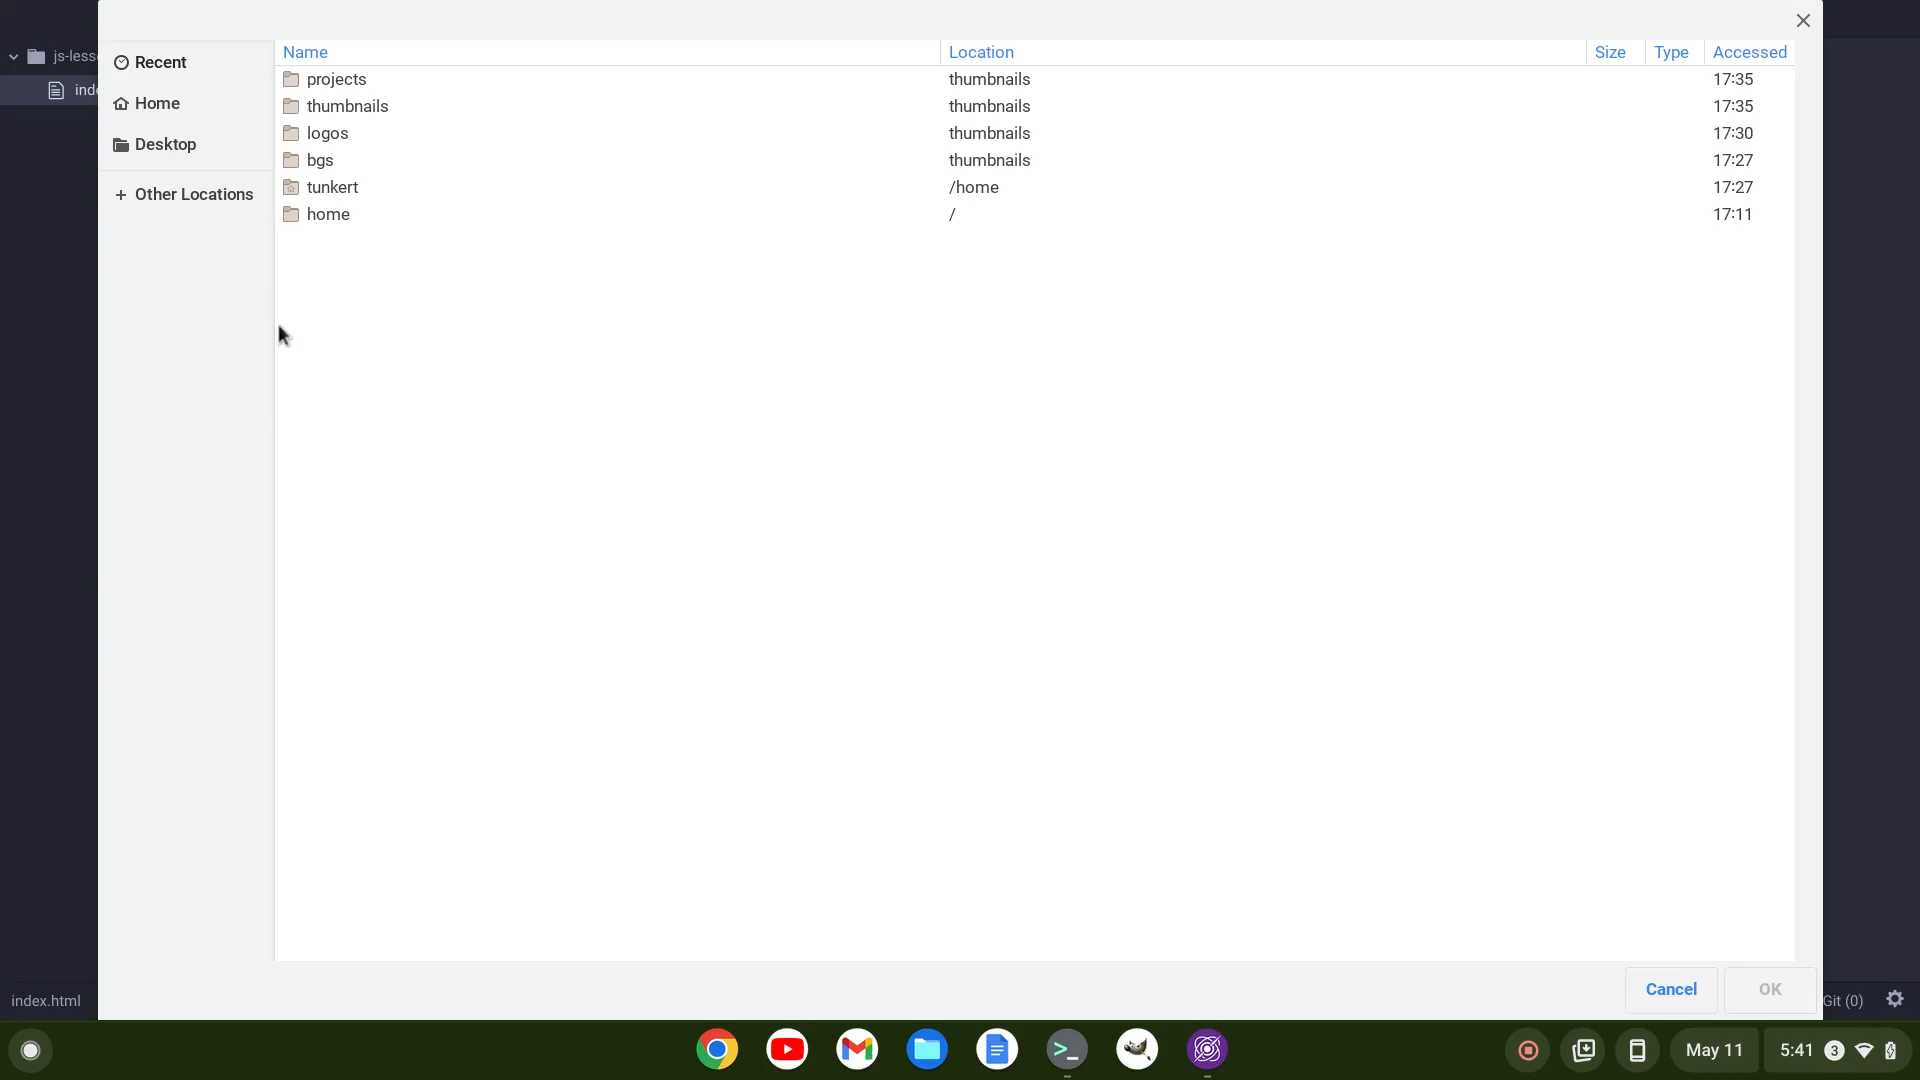 js-less
inde
Recent
Home
Desktop
Other Locations
Name Location Size Type Accessed
projects thumbnails 17:35
thumbnails thumbnails 17:35
logos thumbnails 17:30
bgs thumbnails 17:27
tunkert /home 17:27
home / 17:11
Cancel OK
index.html Git (0)
May 11 5:41 3